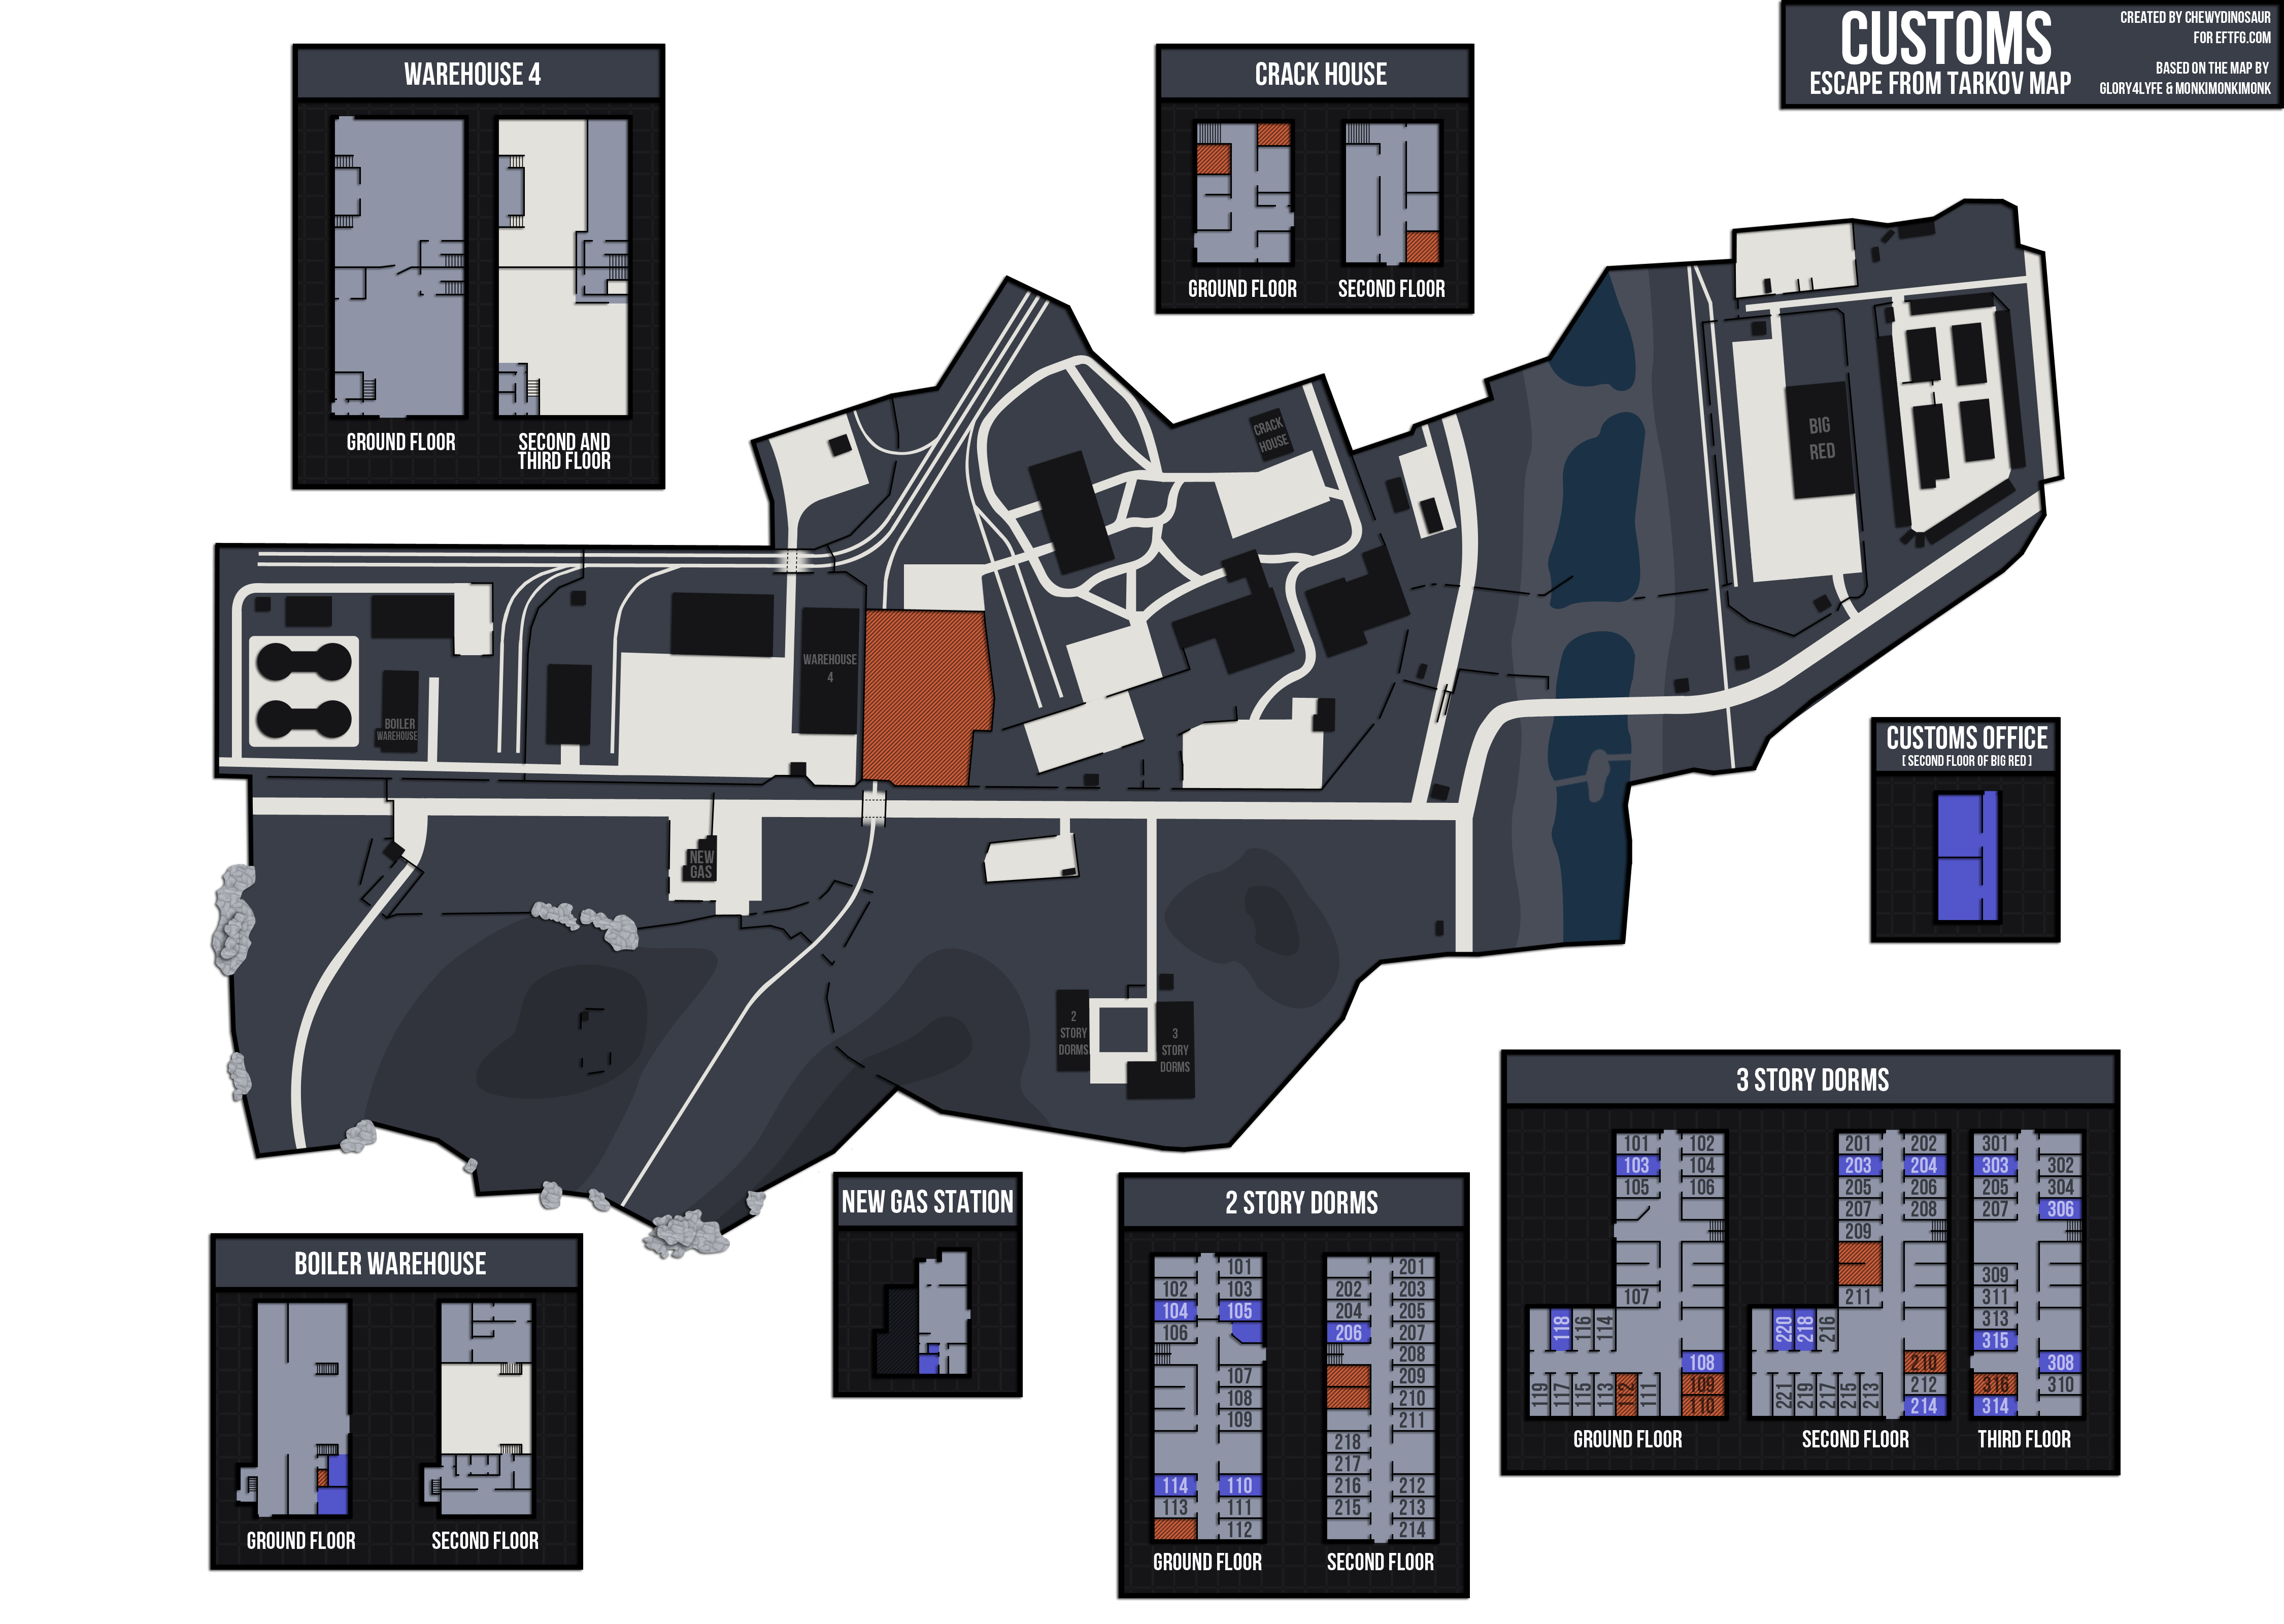 CUSTOMS
ESCAPE FROM TARKOV MAP
CREATED BY CHEWYDINOSAUR
FOR EFTFG.COM
BASED ON THE MAP BY
GLORY4LYFE & MONKIMONKIMONK
WAREHOUSE 4
GROUND FLOOR
SECOND AND
THIRD FLOOR
CRACK HOUSE
GROUND FLOOR
SECOND FLOOR
CRACK
HOUSE
BIG
RED
WAREHOUSE
4
BOILER
WAREHOUSE
NEW
GAS
2
STORY
DORMS
3
STORY
DORMS
CUSTOMS OFFICE
[ SECOND FLOOR OF BIG RED ]
3 STORY DORMS
101 102
103 104
105 106
107
118 116 114
108
119 117 115 113 112 111 109
110
GROUND FLOOR
201 202
203 204
205 206
207 208
209
211
220 218 216
210
221 219 217 215 213 212
214
SECOND FLOOR
301
303 302
205 304
207 306
309
311
313
315
308
316 310
314
THIRD FLOOR
NEW GAS STATION
2 STORY DORMS
101
102 103
104 105
106
107
108
109
114 110
113 111
112
GROUND FLOOR
201
202 203
204 205
206 207
208
209
210
211
218
217
216 212
215 213
214
SECOND FLOOR
BOILER WAREHOUSE
GROUND FLOOR
SECOND FLOOR